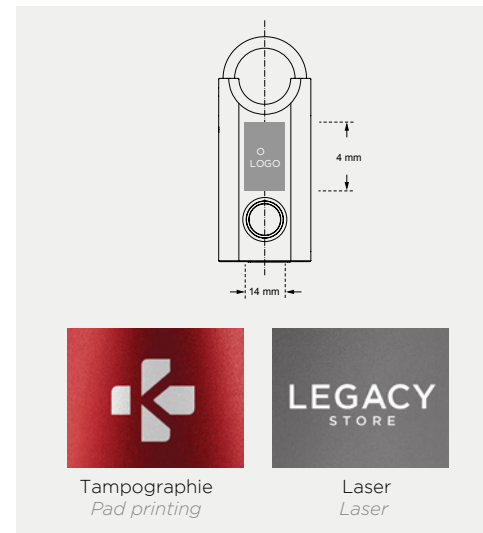 O
LOGO
4 mm
14 mm
LEGACY
STORE
Tampographie
Pad printing
Laser
Laser